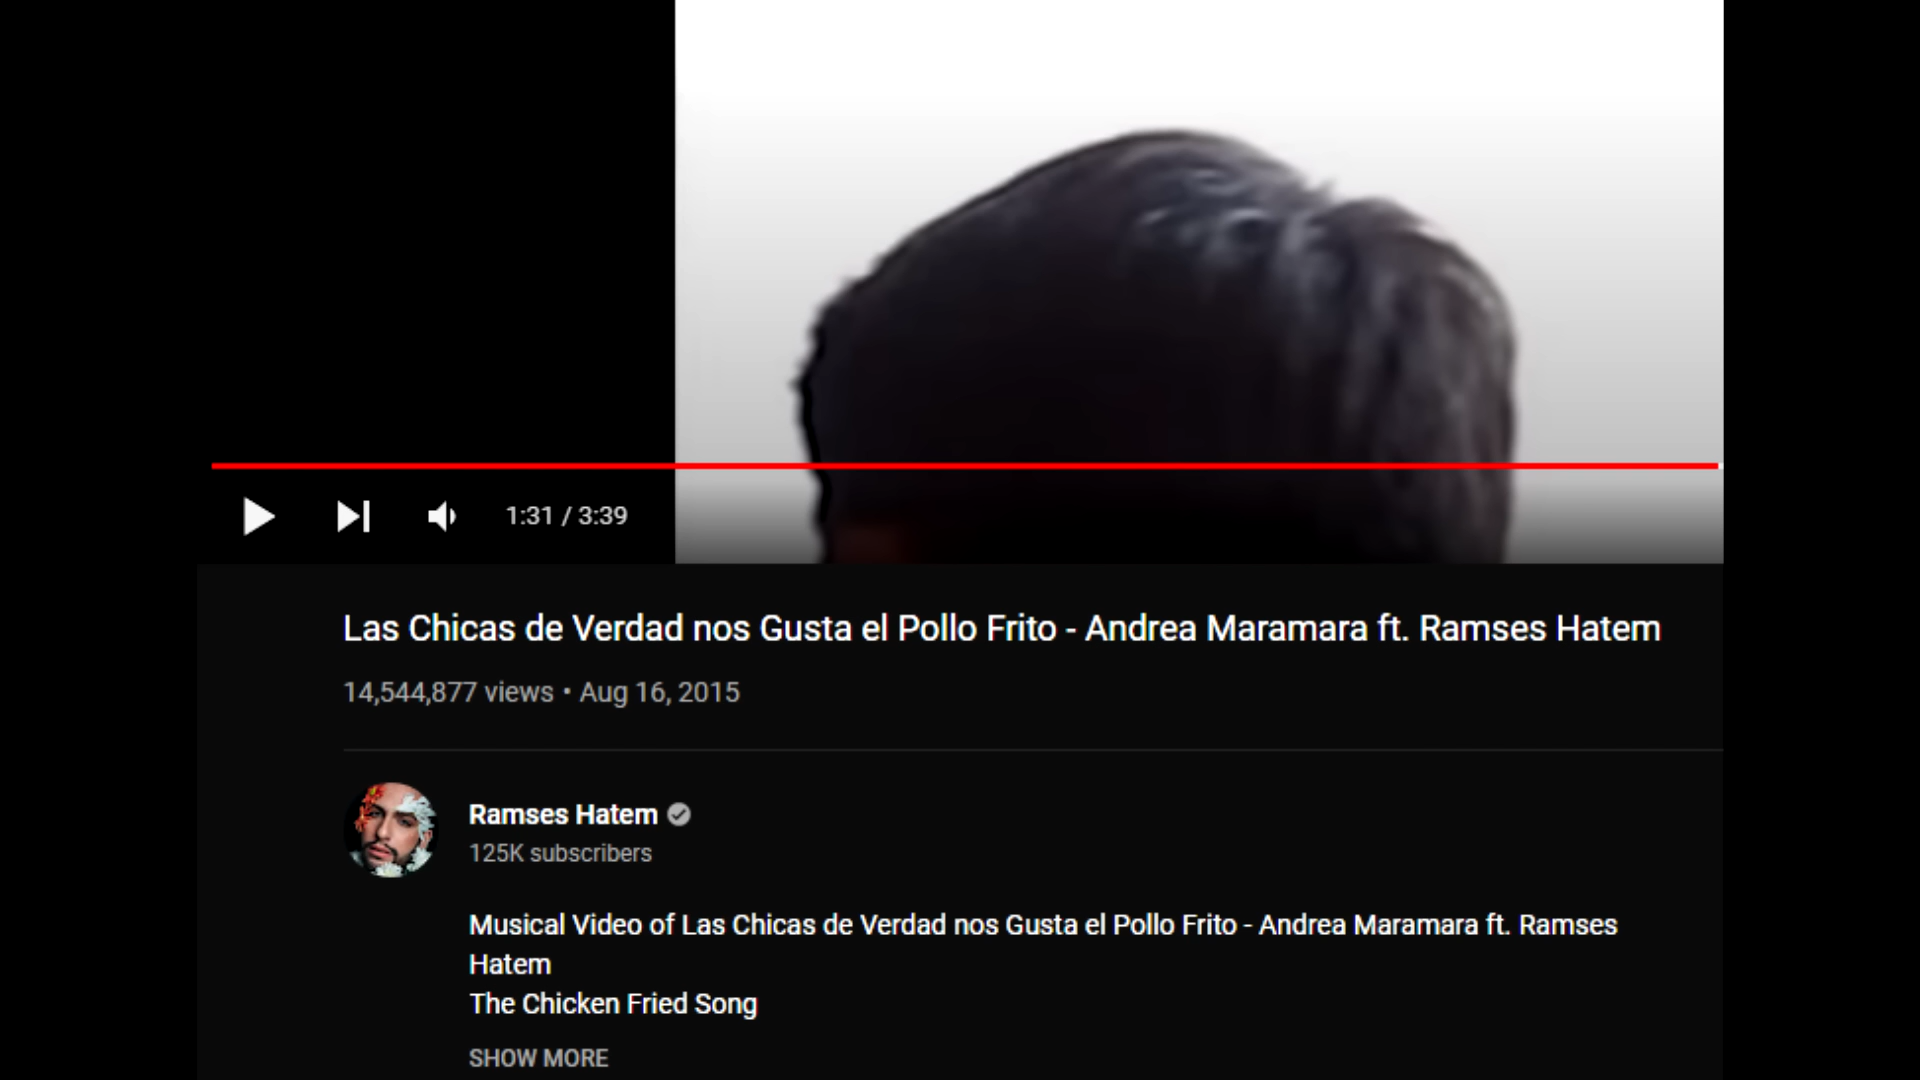 1:31 / 3:39
Las Chicas de Verdad nos Gusta el Pollo Frito - Andrea Maramara ft. Ramses Hatem
14,544,877 views • Aug 16, 2015
Ramses Hatem
125K subscribers
Musical Video of Las Chicas de Verdad nos Gusta el Pollo Frito - Andrea Maramara ft. Ramses
Hatem
The Chicken Fried Song
SHOW MORE